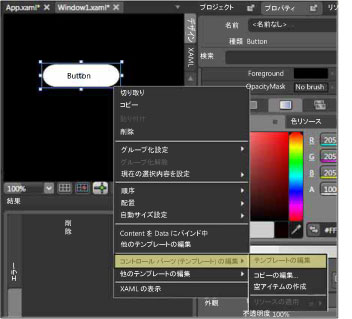 App.xaml* ✕ Window1.xaml* ✕
プロジェクト プロパティ ✕ リソ
デザイン
XAML
名前 <名前なし>
種類 Button
検索
Foreground
OpacityMask No brush
Button
色リソース
R 205
G 205
B 205
A 100
切り取り
コピー
貼り付け
削除
グループ化設定
グループ化解除
現在の選択内容を設定
順序
配置
自動サイズ設定
Content を Data にバインド中
他のテンプレートの編集
コントロール パーツ (テンプレート) の編集
他のテンプレートの編集
XAML の表示
テンプレートの編集
コピーの編集...
空アイテムの作成
リソースの適用
100%
結果
削除
エラー
#FF
外観
不透明度 100%